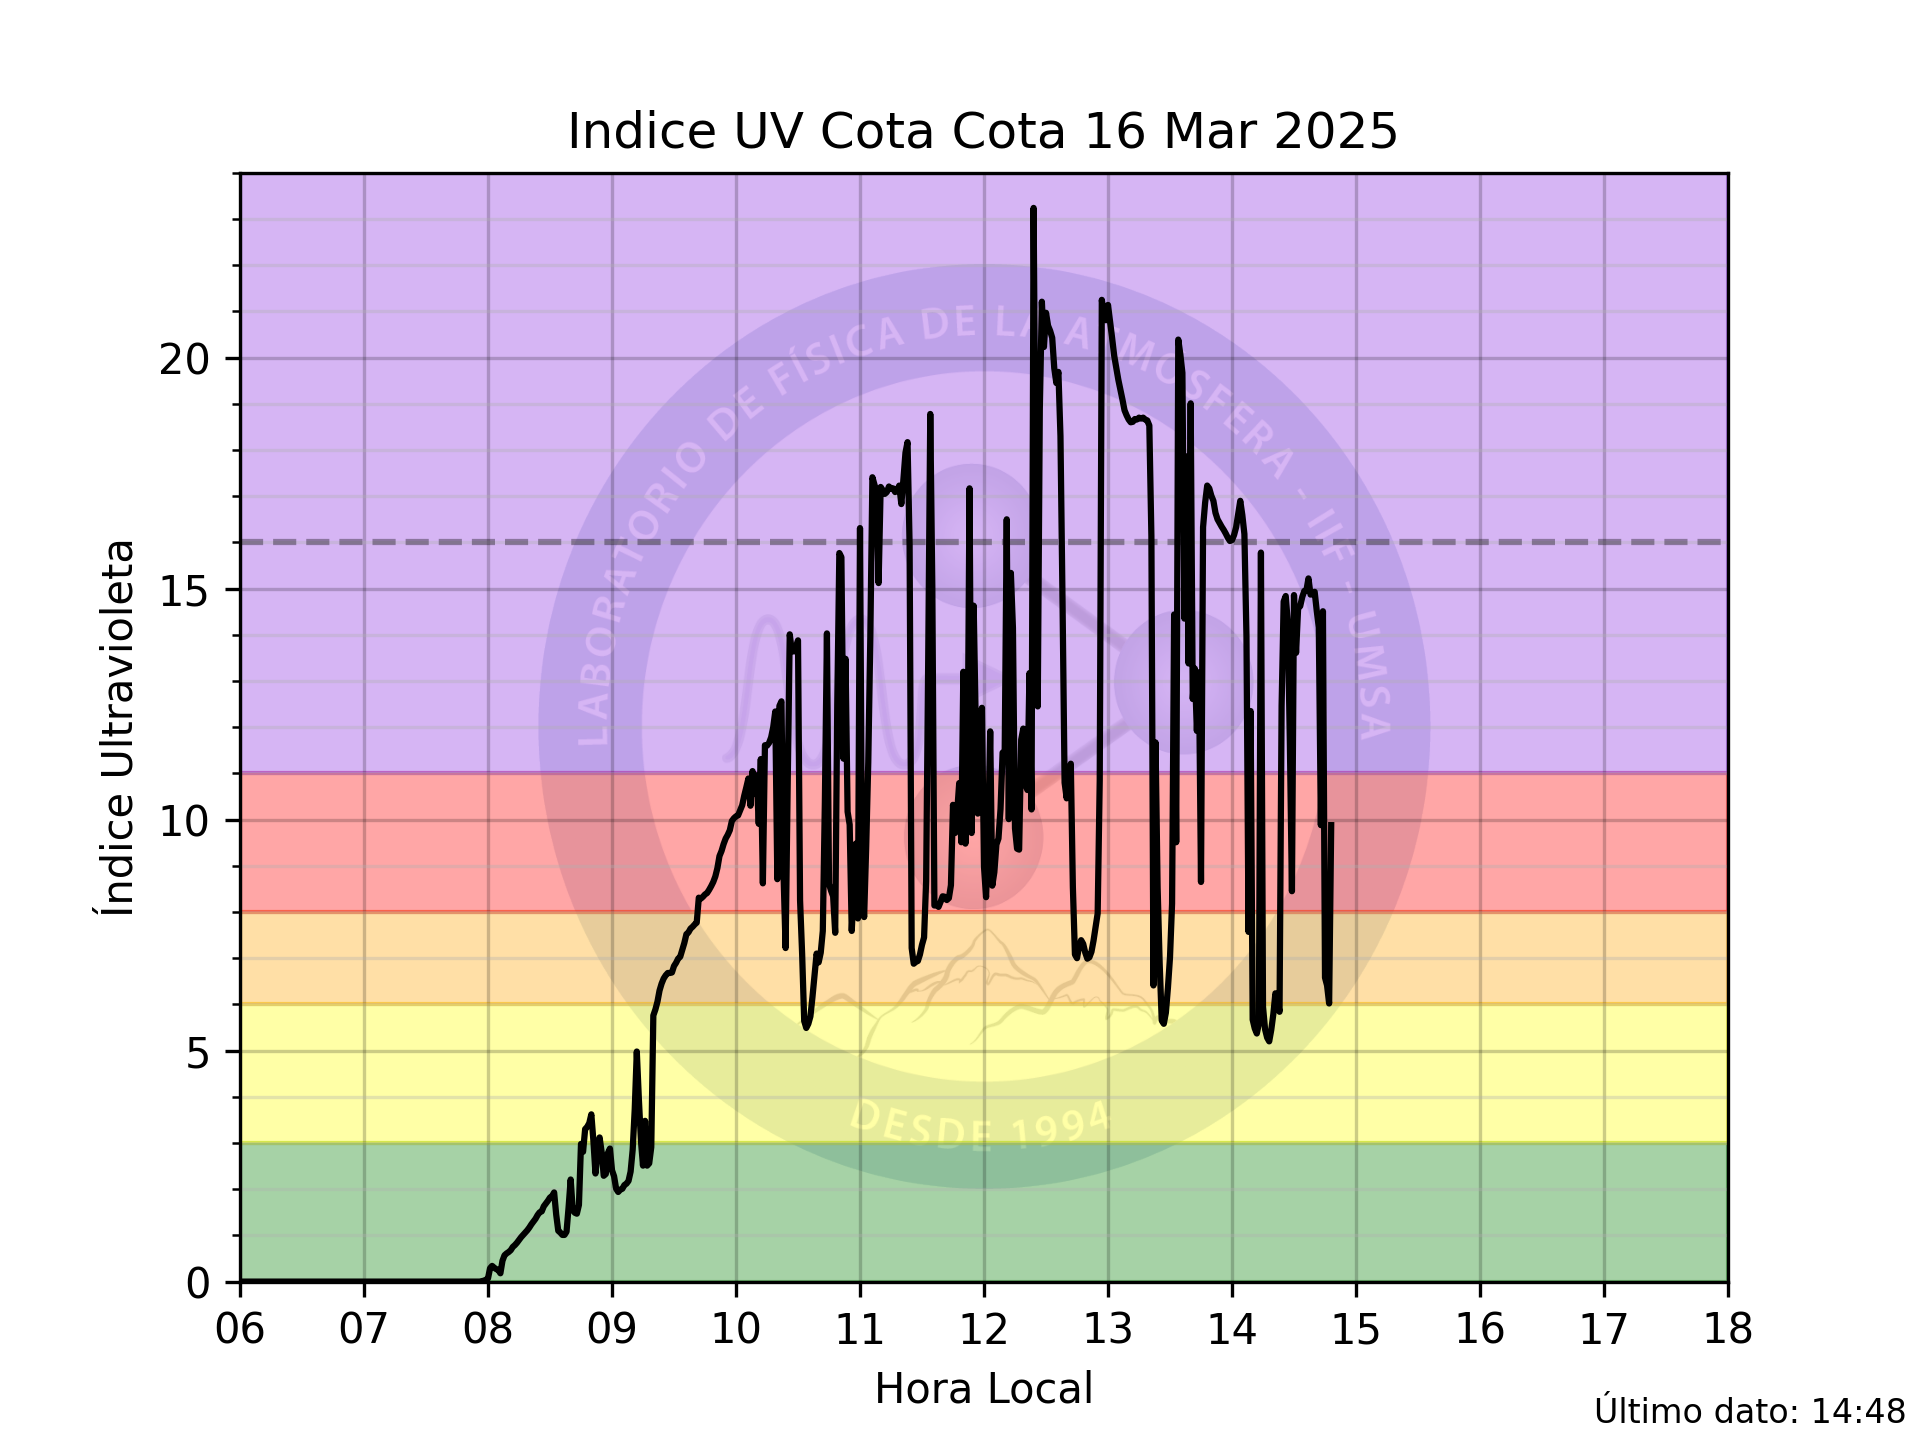 Indice UV Cota Cota 16 Mar 2025
Índice Ultravioleta
20
15
10
5
0
LABORATORIO DE FÍSICA DE LA ATMOSFERA - IIF - UMSA
DESDE 1994
06 07 08 09 10 11 12 13 14 15 16 17 18
Hora Local
Último dato: 14:48